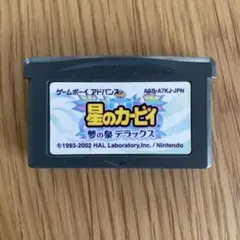 ゲームボーイアドバンス AGB-A7KJ-JPN
星のカービィ
夢の泉 デラックス
©1993-2002 HAL Laboratory, Inc. / Nintendo